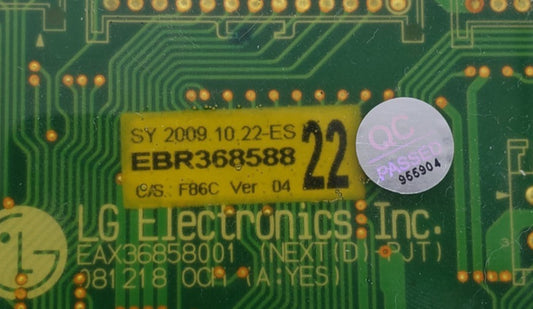 SY 2009.10.22-ES
EBR368588
22
C/S: F86C Ver: 04
QC
PASSED
966904
LG Electronics Inc.
EAX36858001 (NEXT(D)-PJT)
081218 OCH (A:YES)